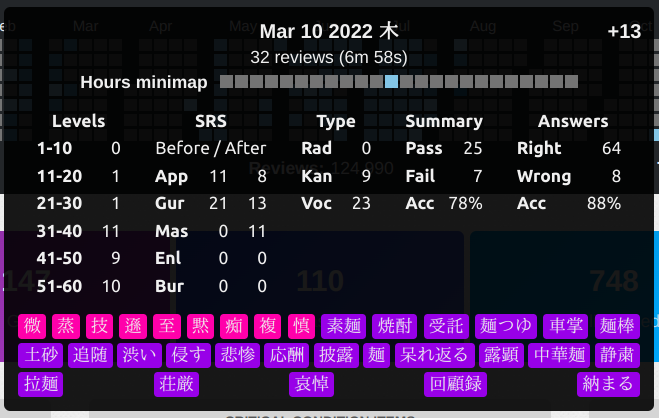 Mar Apr Jul Aug Sep
Mar 10 2022 木 +13
32 reviews (6m 58s)
Hours minimap
Levels SRS Type Summary Answers
1-10 0 Before / After Rad 0 Pass 25 Right 64
Reviews: 124,990
11-20 1 App 11 8 Kan 9 Fail 7 Wrong 8
21-30 1 Gur 21 13 Voc 23 Acc 78% Acc 88%
31-40 11 Mas 0 11
41-50 9 Enl 0 0
147 110 748
51-60 10 Bur 0 0
微 蒸 技 遜 至 黙 痴 複 慎 素麺 焼酎 受託 麺つゆ 車掌 麺棒
土砂 追随 渋い 侵す 悲惨 応酬 披露 麺 呆れ返る 露顕 中華麺 静粛
拉麺 荘厳 哀悼 回顧録 納まる
CRITICAL CONDITION ITEMS